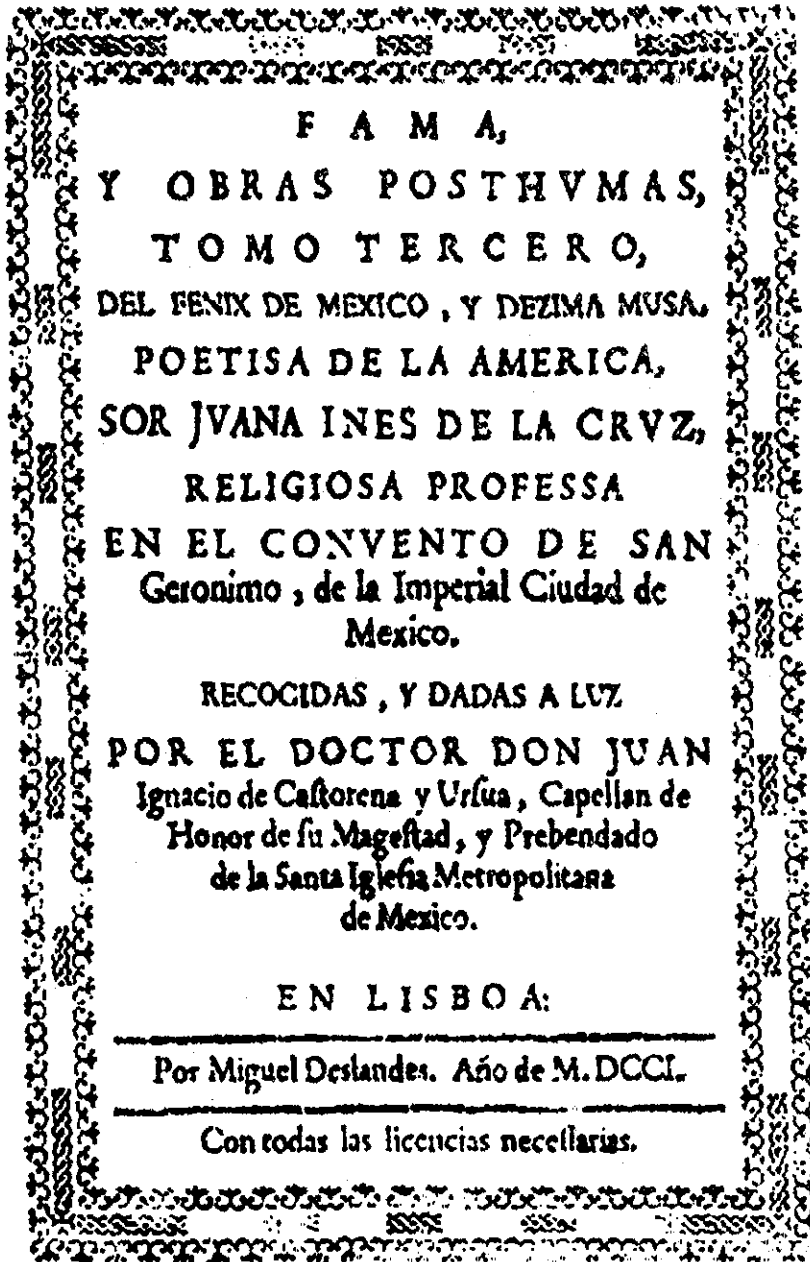 F A M A,
Y OBRAS POSTHVMAS,
TOMO TERCERO,
DEL FENIX DE MEXICO , Y DEZIMA MUSA,
POETISA DE LA AMERICA,
SOR JVANA INES DE LA CRVZ,
RELIGIOSA PROFESSA
EN EL CONVENTO DE SAN
Geronimo , de la Imperial Ciudad de
Mexico.
RECOGIDAS , Y DADAS A LUZ
POR EL DOCTOR DON JUAN
Ignacio de Caſtorena y Urſua , Capellan de
Honor de ſu Mageſtad , y Prebendado
de la Santa Igleſia Metropolitana
de Mexico.
EN LISBOA:
Por Miguel Deslandes. Año de M. DCCI.
Con todas las licencias neceſſarias.